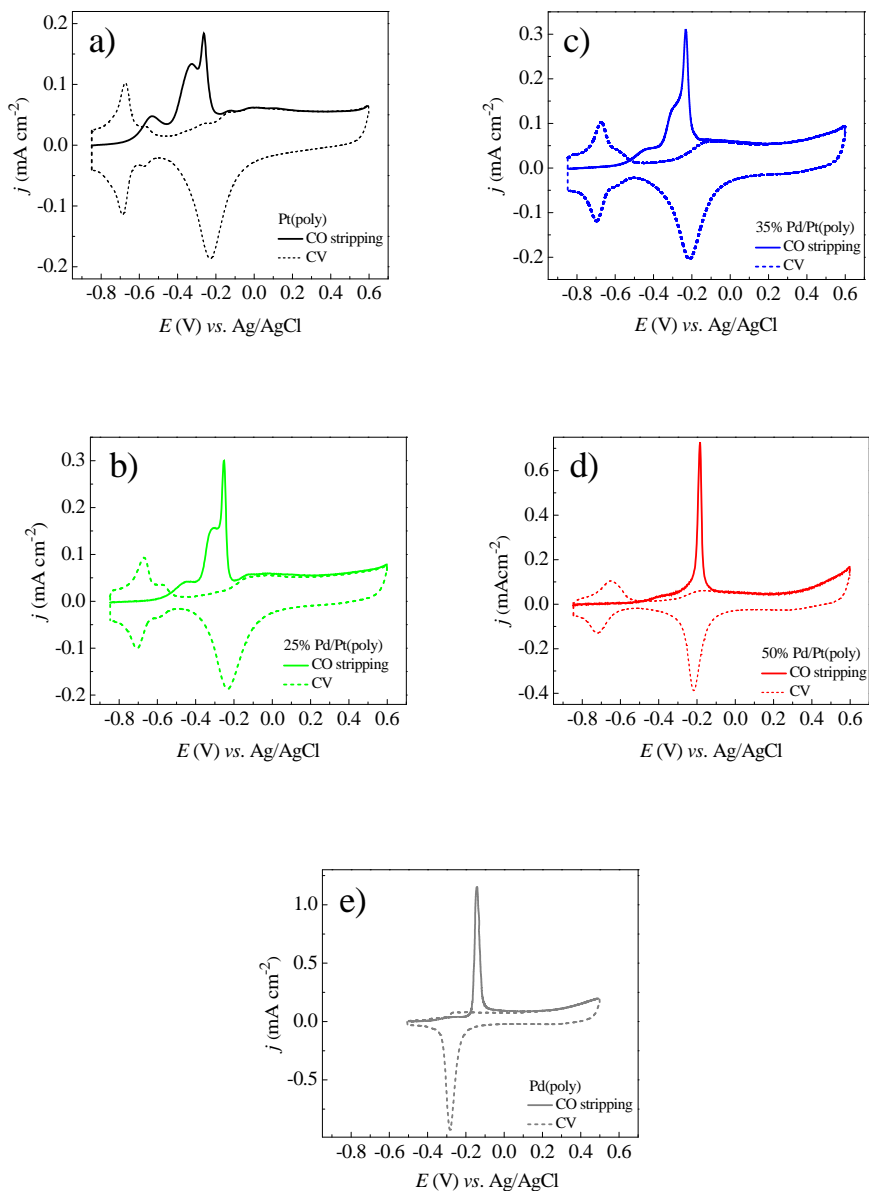 a)
0.2
0.1
0.0
-0.1
-0.2
j (mA cm-2)
Pt(poly)
CO stripping
CV
-0.8 -0.6 -0.4 -0.2 0.0 0.2 0.4 0.6
E (V) vs. Ag/AgCl
c)
0.3
0.2
0.1
0.0
-0.1
-0.2
j (mA cm-2)
35% Pd/Pt(poly)
CO stripping
CV
-0.8 -0.6 -0.4 -0.2 0.0 0.2 0.4 0.6
E (V) vs. Ag/AgCl
b)
0.3
0.2
0.1
0.0
-0.1
-0.2
j (mA cm-2)
25% Pd/Pt(poly)
CO stripping
CV
-0.8 -0.6 -0.4 -0.2 0.0 0.2 0.4 0.6
E (V) vs. Ag/AgCl
d)
0.6
0.4
0.2
0.0
-0.2
-0.4
j (mAcm-2)
50% Pd/Pt(poly)
CO stripping
CV
-0.8 -0.6 -0.4 -0.2 0.0 0.2 0.4 0.6
E (V) vs. Ag/AgCl
e)
1.0
0.5
0.0
-0.5
j (mA cm-2)
Pd(poly)
CO stripping
CV
-0.8 -0.6 -0.4 -0.2 0.0 0.2 0.4 0.6
E (V) vs. Ag/AgCl